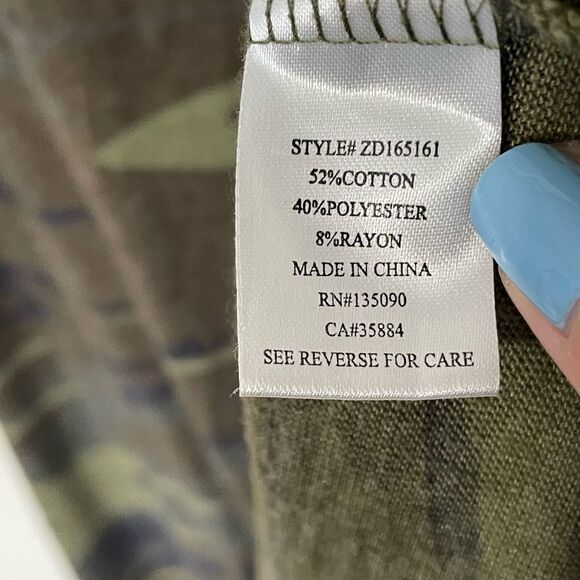 STYLE# ZD165161
52%COTTON
40%POLYESTER
8%RAYON
MADE IN CHINA
RN#135090
CA#35884
SEE REVERSE FOR CARE